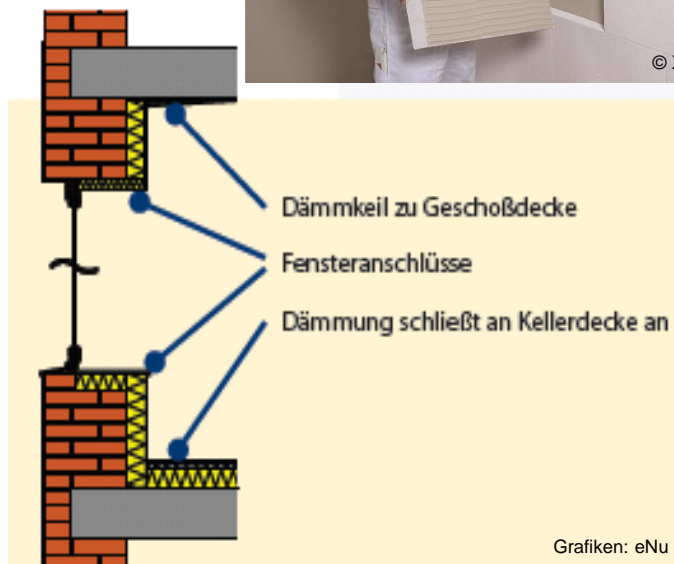 ©
Dämmkeil zu Geschoßdecke
Fensteranschlüsse
Dämmung schließt an Kellerdecke an
Grafiken: eNu